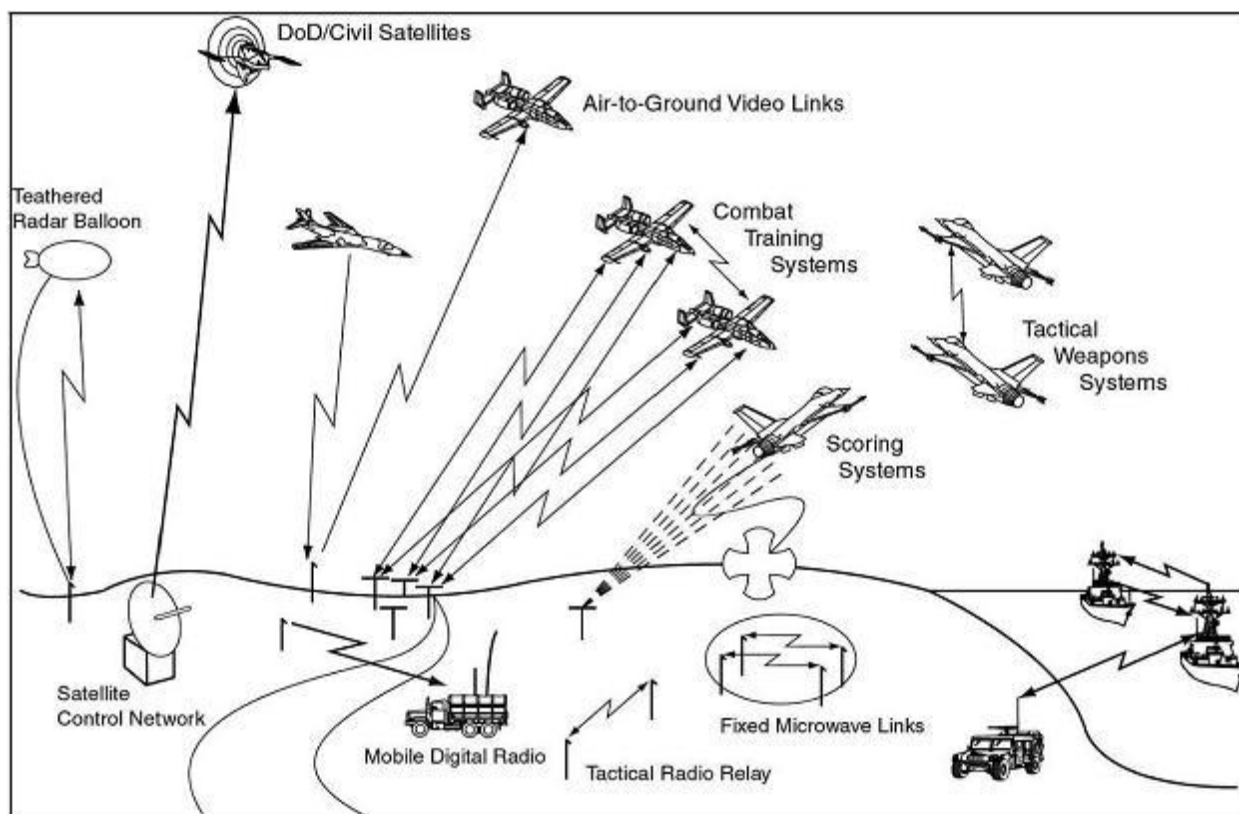 DoD/Civil Satellites
Air-to-Ground Video Links
Teathered
Radar Balloon
Combat
Training
Systems
Tactical
Weapons
Systems
Scoring
Systems
Satellite
Control Network
Mobile Digital Radio
Tactical Radio Relay
Fixed Microwave Links